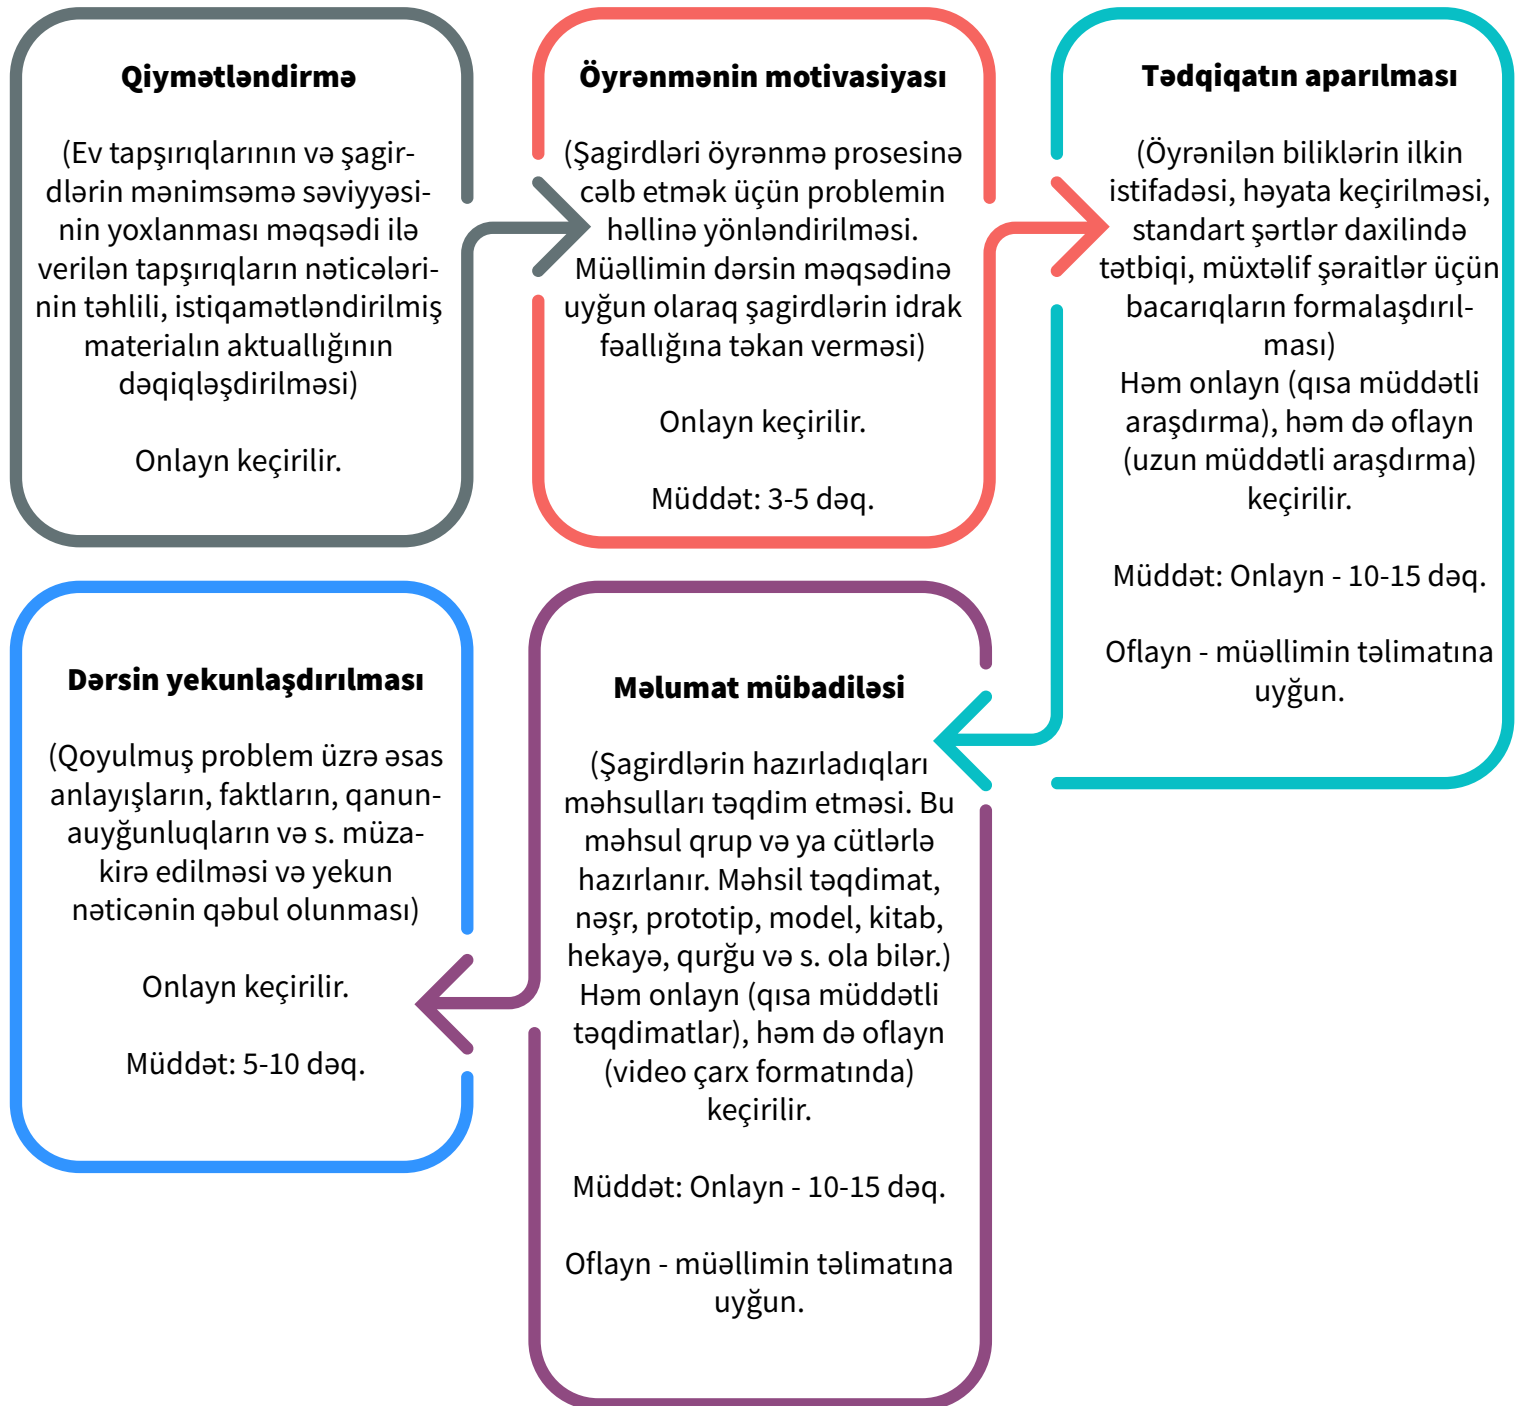 Qiymətləndirmə
(Ev tapşırıqlarının və şagir-
dlərin mənimsəmə səviyyəsi-
nin yoxlanması məqsədi ilə
verilən tapşırıqların nəticələri-
nin təhlili, istiqamətləndirilmiş
materialın aktuallığının
dəqiqləşdirilməsi)
Onlayn keçirilir.
Öyrənmənin motivasiyası
(Şagirdləri öyrənmə prosesinə
cəlb etmək üçün problemin
həllinə yönləndirilməsi.
Müəllimin dərsin məqsədinə
uyğun olaraq şagirdlərin idrak
fəallığına təkan verməsi)
Onlayn keçirilir.
Müddət: 3-5 dəq.
Tədqiqatın aparılması
(Öyrənilən biliklərin ilkin
istifadəsi, həyata keçirilməsi,
standart şərtlər daxilində
tətbiqi, müxtəlif şəraitlər üçün
bacarıqların formalaşdırıl-
ması)
Həm onlayn (qısa müddətli
araşdırma), həm də oflayn
(uzun müddətli araşdırma)
keçirilir.
Müddət: Onlayn - 10-15 dəq.
Oflayn - müəllimin təlimatına
uyğun.
Məlumat mübadiləsi
(Şagirdlərin hazırladıqları
məhsulları təqdim etməsi. Bu
məhsul qrup və ya cütlərlə
hazırlanır. Məhsil təqdimat,
nəşr, prototip, model, kitab,
hekayə, qurğu və s. ola bilər.)
Həm onlayn (qısa müddətli
təqdimatlar), həm də oflayn
(video çarx formatında)
keçirilir.
Müddət: Onlayn - 10-15 dəq.
Oflayn - müəllimin təlimatına
uyğun.
Dərsin yekunlaşdırılması
(Qoyulmuş problem üzrə əsas
anlayışların, faktların, qanun-
auyğunluqların və s. müza-
kirə edilməsi və yekun
nəticənin qəbul olunması)
Onlayn keçirilir.
Müddət: 5-10 dəq.